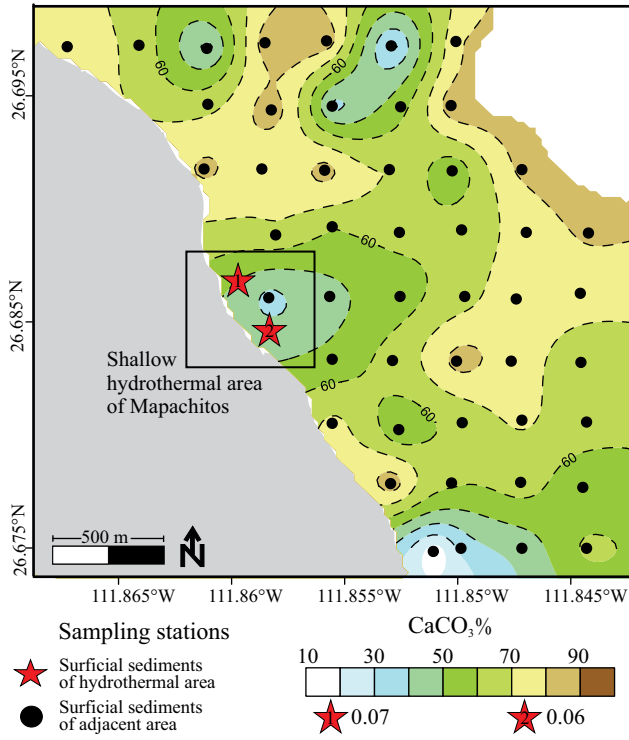 60
60
26.695°N
60
1
26.685°N
2
Shallow
hydrothermal area
of Mapachitos
60
60
60
500 m
N
26.675°N
111.865°W 111.86°W 111.855°W 111.85°W 111.845°W
Sampling stations
Surficial sediments
of hydrothermal area
Surficial sediments
of adjacent area
CaCO₃%
10 30 50 70 90
1 0.07
2 0.06